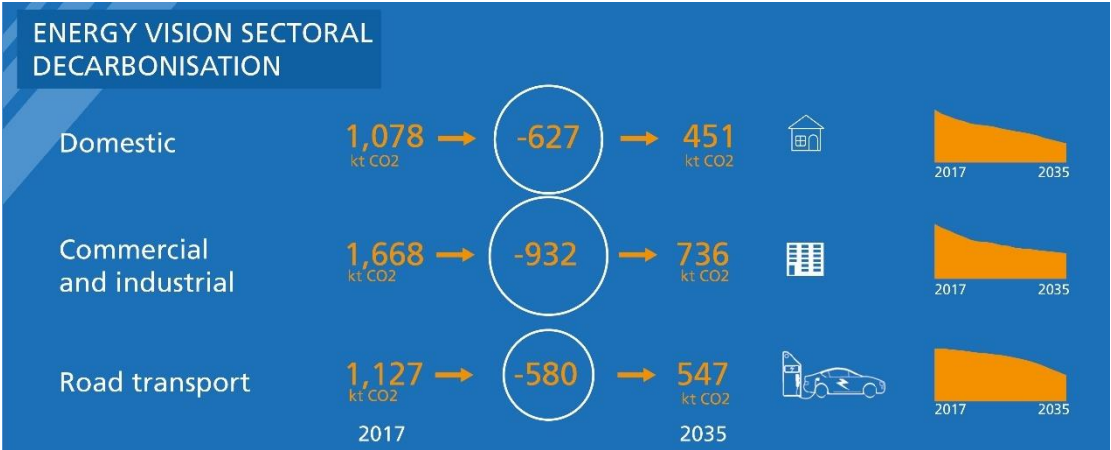 ENERGY VISION SECTORAL
DECARBONISATION
Domestic
1,078
kt CO2
-627
451
kt CO2
2017 2035
Commercial
and industrial
1,668
kt CO2
-932
736
kt CO2
2017 2035
Road transport
1,127
kt CO2
-580
547
kt CO2
2017 2035
2017 2035